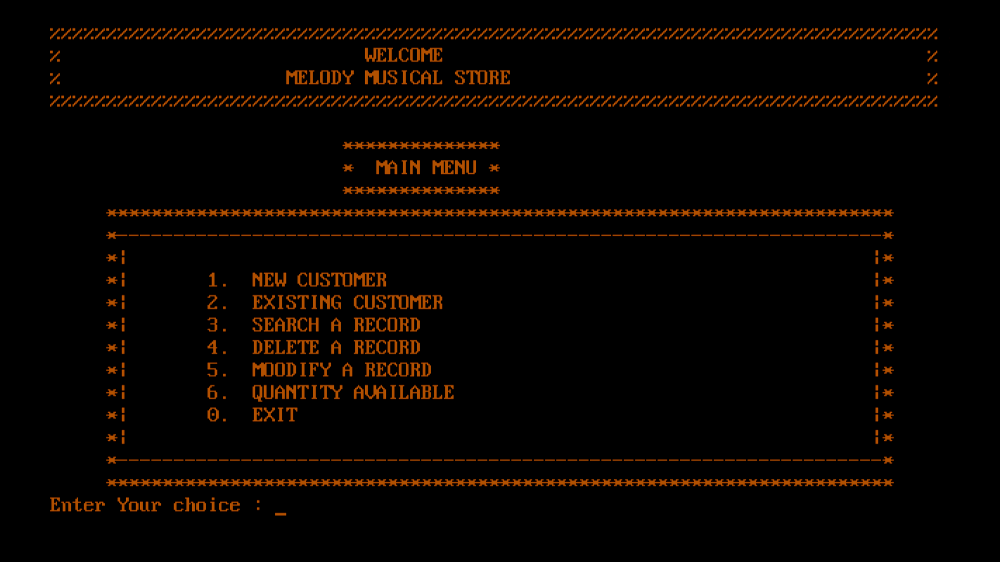 %%%%%%%%%%%%%%%%%%%%%%%%%%%%%%%%%%%%%%%%%%%%%%%%%%%%%%%%%%%%%%%%%%%%%%%%%%%%%%%%%
% WELCOME %
% MELODY MUSICAL STORE %
%%%%%%%%%%%%%%%%%%%%%%%%%%%%%%%%%%%%%%%%%%%%%%%%%%%%%%%%%%%%%%%%%%%%%%%%%%%%%%%%%
**************
* MAIN MENU *
**************
**********************************************************************
*--------------------------------------------------------------------*
*¦ ¦*
*¦ 1. NEW CUSTOMER ¦*
*¦ 2. EXISTING CUSTOMER ¦*
*¦ 3. SEARCH A RECORD ¦*
*¦ 4. DELETE A RECORD ¦*
*¦ 5. MOODIFY A RECORD ¦*
*¦ 6. QUANTITY AVAILABLE ¦*
*¦ 0. EXIT ¦*
*¦ ¦*
*--------------------------------------------------------------------*
**********************************************************************
Enter Your choice : _